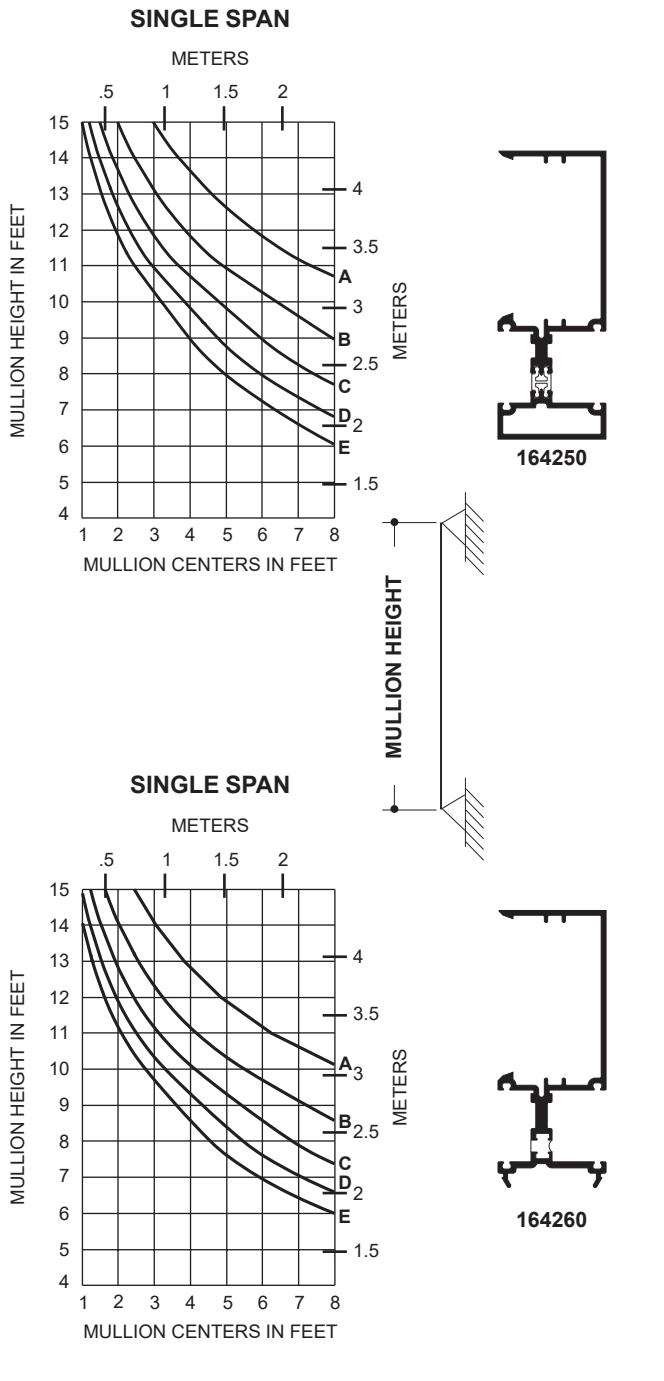 SINGLE SPAN
METERS
.5 1 1.5 2
15
14
13
12
11
10
9
8
7
6
5
4
MULLION HEIGHT IN FEET
4
3.5
3
2.5
2
1.5
METERS
A
B
C
D
E
1 2 3 4 5 6 7 8
MULLION CENTERS IN FEET
164250
MULLION HEIGHT
SINGLE SPAN
METERS
.5 1 1.5 2
15
14
13
12
11
10
9
8
7
6
5
4
MULLION HEIGHT IN FEET
4
3.5
3
2.5
2
1.5
METERS
A
B
C
D
E
1 2 3 4 5 6 7 8
MULLION CENTERS IN FEET
164260